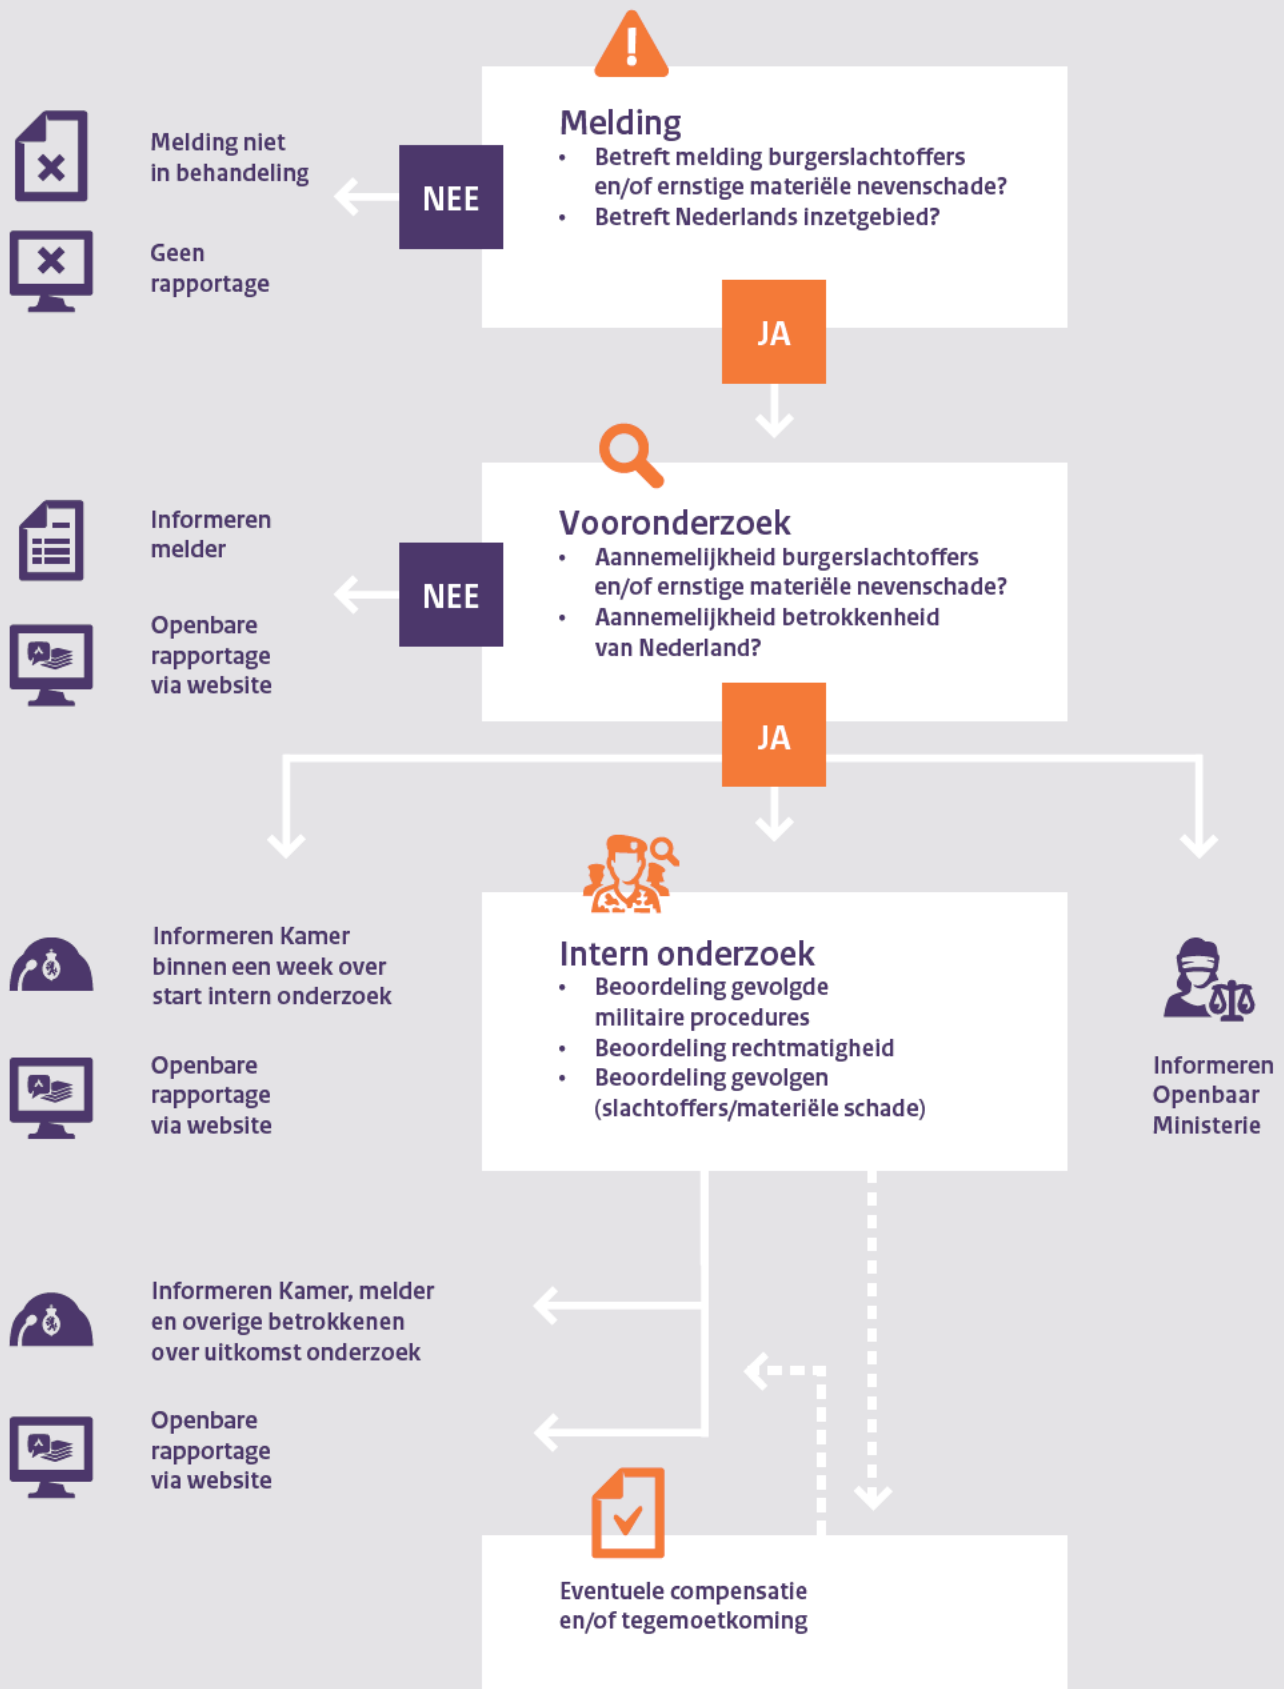 Melding
• Betreft melding burgerslachtoffers
en/of ernstige materiële nevenschade?
• Betreft Nederlands inzetgebied?
NEE
Melding niet
in behandeling
Geen
rapportage
JA
Vooronderzoek
• Aannemelijkheid burgerslachtoffers
en/of ernstige materiële nevenschade?
• Aannemelijkheid betrokkenheid
van Nederland?
NEE
Informeren
melder
Openbare
rapportage
via website
JA
Informeren Kamer
binnen een week over
start intern onderzoek
Openbare
rapportage
via website
Intern onderzoek
• Beoordeling gevolgde
militaire procedures
• Beoordeling rechtmatigheid
• Beoordeling gevolgen
(slachtoffers/materiële schade)
Informeren
Openbaar
Ministerie
Informeren Kamer, melder
en overige betrokkenen
over uitkomst onderzoek
Openbare
rapportage
via website
Eventuele compensatie
en/of tegemoetkoming